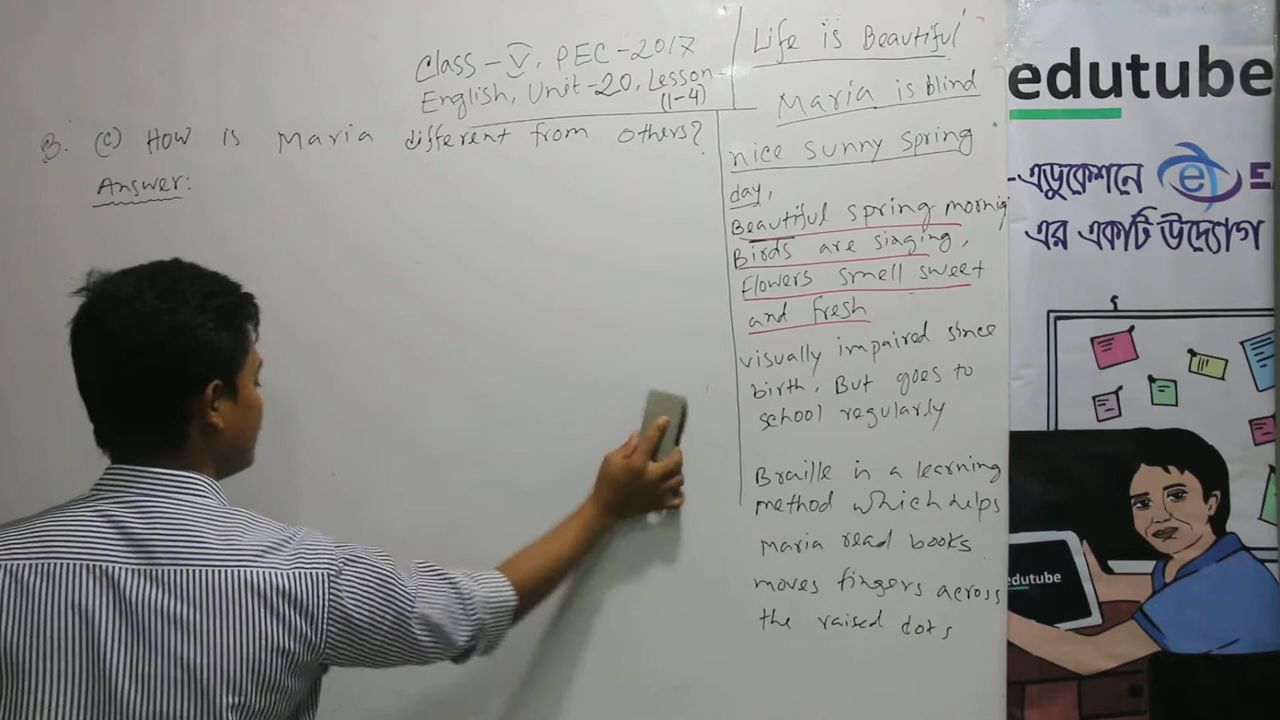 Class - V, PEC - 2017
English, Unit - 20, Lesson
(1-4)
3. (c) How is Maria different from others?
Answer:
Life is Beautiful
Maria is blind
nice sunny spring
day,
Beautiful spring morning
Birds are singing,
Flowers smell sweet
and fresh
visually impaired since
birth. But goes to
school regularly
Braille is a learning
method which helps
Maria read books.
moves fingers across
the raised dots
edutube
-এডুকেশনে e E
এর একটি উদ্যোগ
edutube